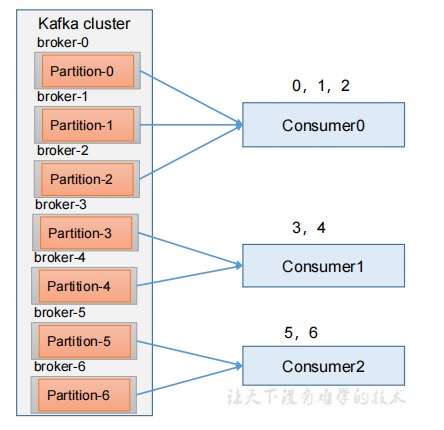 Kafka cluster
broker-0
Partition-0
broker-1
Partition-1
broker-2
Partition-2
broker-3
Partition-3
broker-4
Partition-4
broker-5
Partition-5
broker-6
Partition-6
0, 1, 2
Consumer0
3, 4
Consumer1
5, 6
Consumer2
让天下没有难学的技术